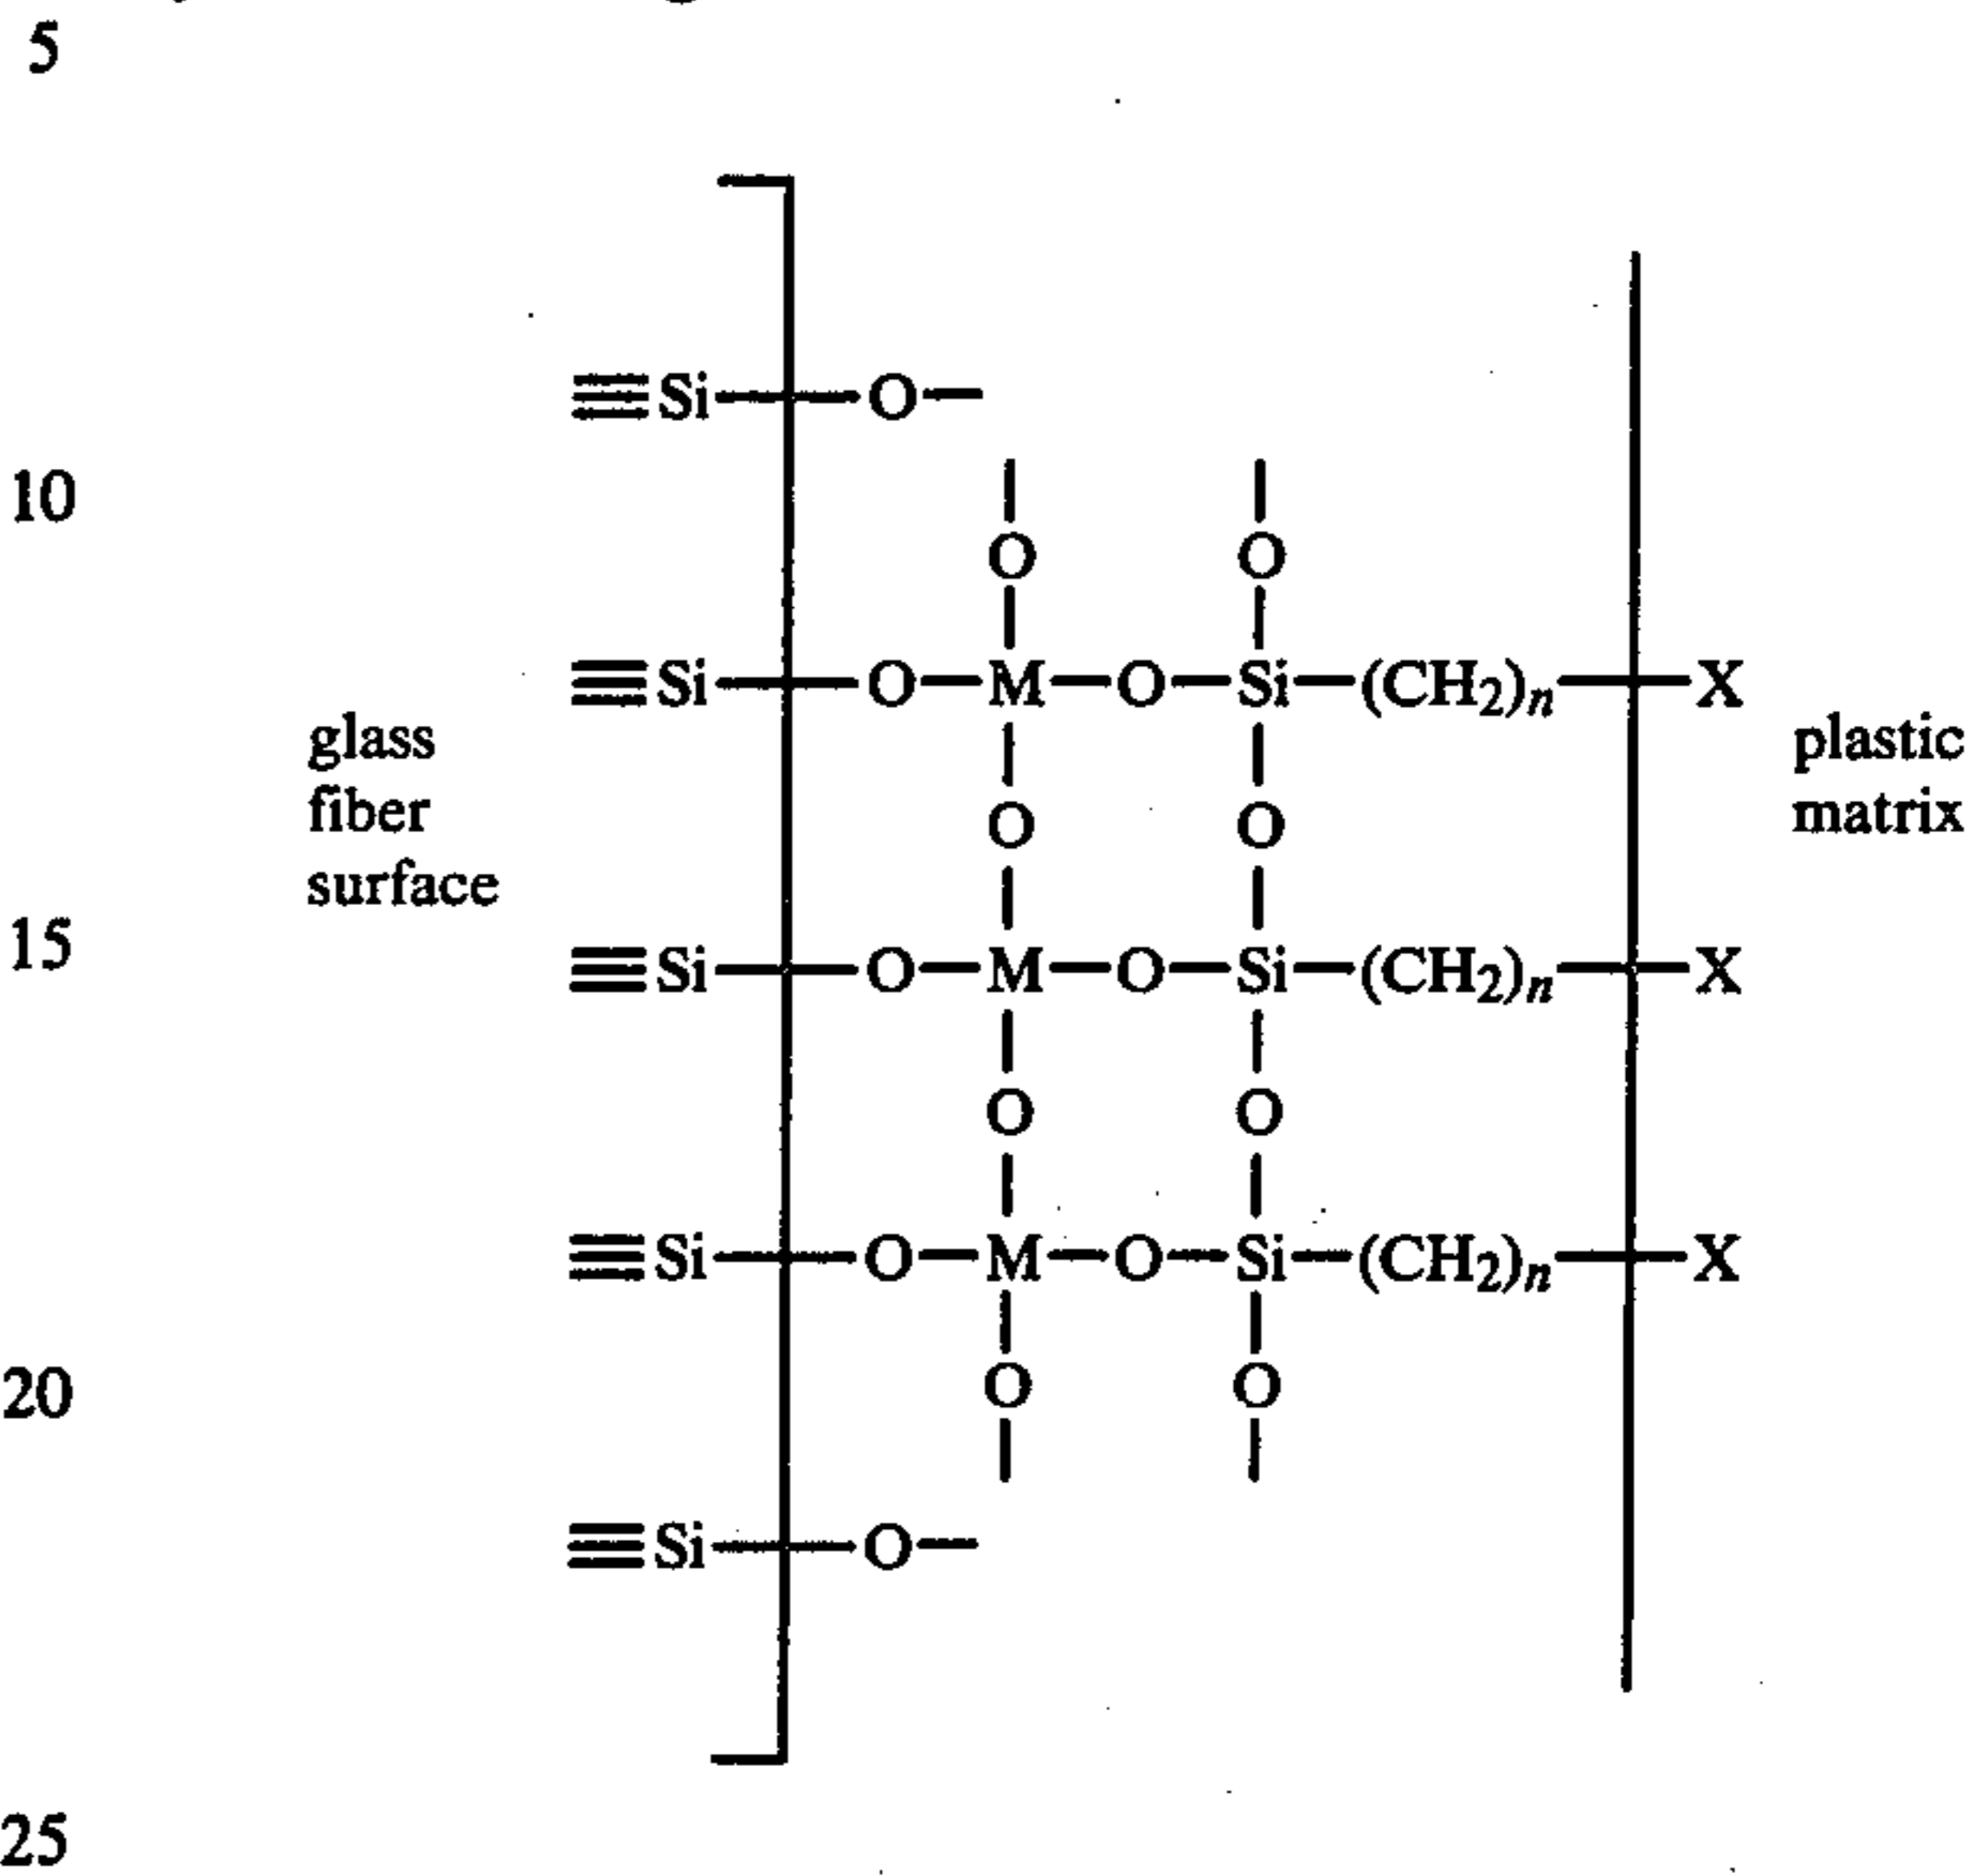 5
≡Si—O—
10
O O
≡Si—O—M—O—Si—(CH2)n—X
glass
fiber
surface
plastic
matrix
O O
15
≡Si—O—M—O—Si—(CH2)n—X
O O
≡Si—O—M—O—Si—(CH2)n—X
20
O O
≡Si—O—
25